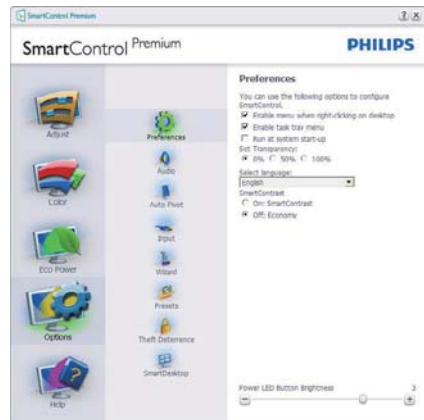 SmartControl Premium
SmartControl Premium
PHILIPS
Adjust
Color
Eco Power
Options
Help
Preferences
Audio
Auto Pivot
Input
Wizard
Presets
Theft Deterrence
SmartDesktop
Preferences
You can use the following options to configure
SmartControl.
Enable menu when right-clicking on desktop
Enable task tray menu
Run at system start-up
Set Transparency:
0% 50% 100%
Select language:
English
SmartContrast
On: SmartContrast
Off: Economy
Power LED Button Brightness 3